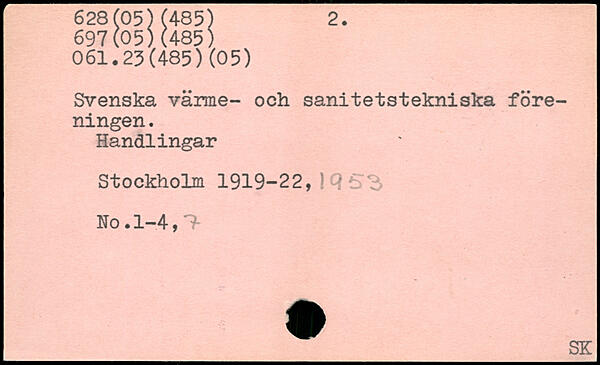 628(05)(485) 2.
697(05)(485)
061.23(485)(05)
Svenska värme- och sanitetstekniska före-
ningen.
Handlingar
Stockholm 1919-22, 1953
No.1-4, 7
SK